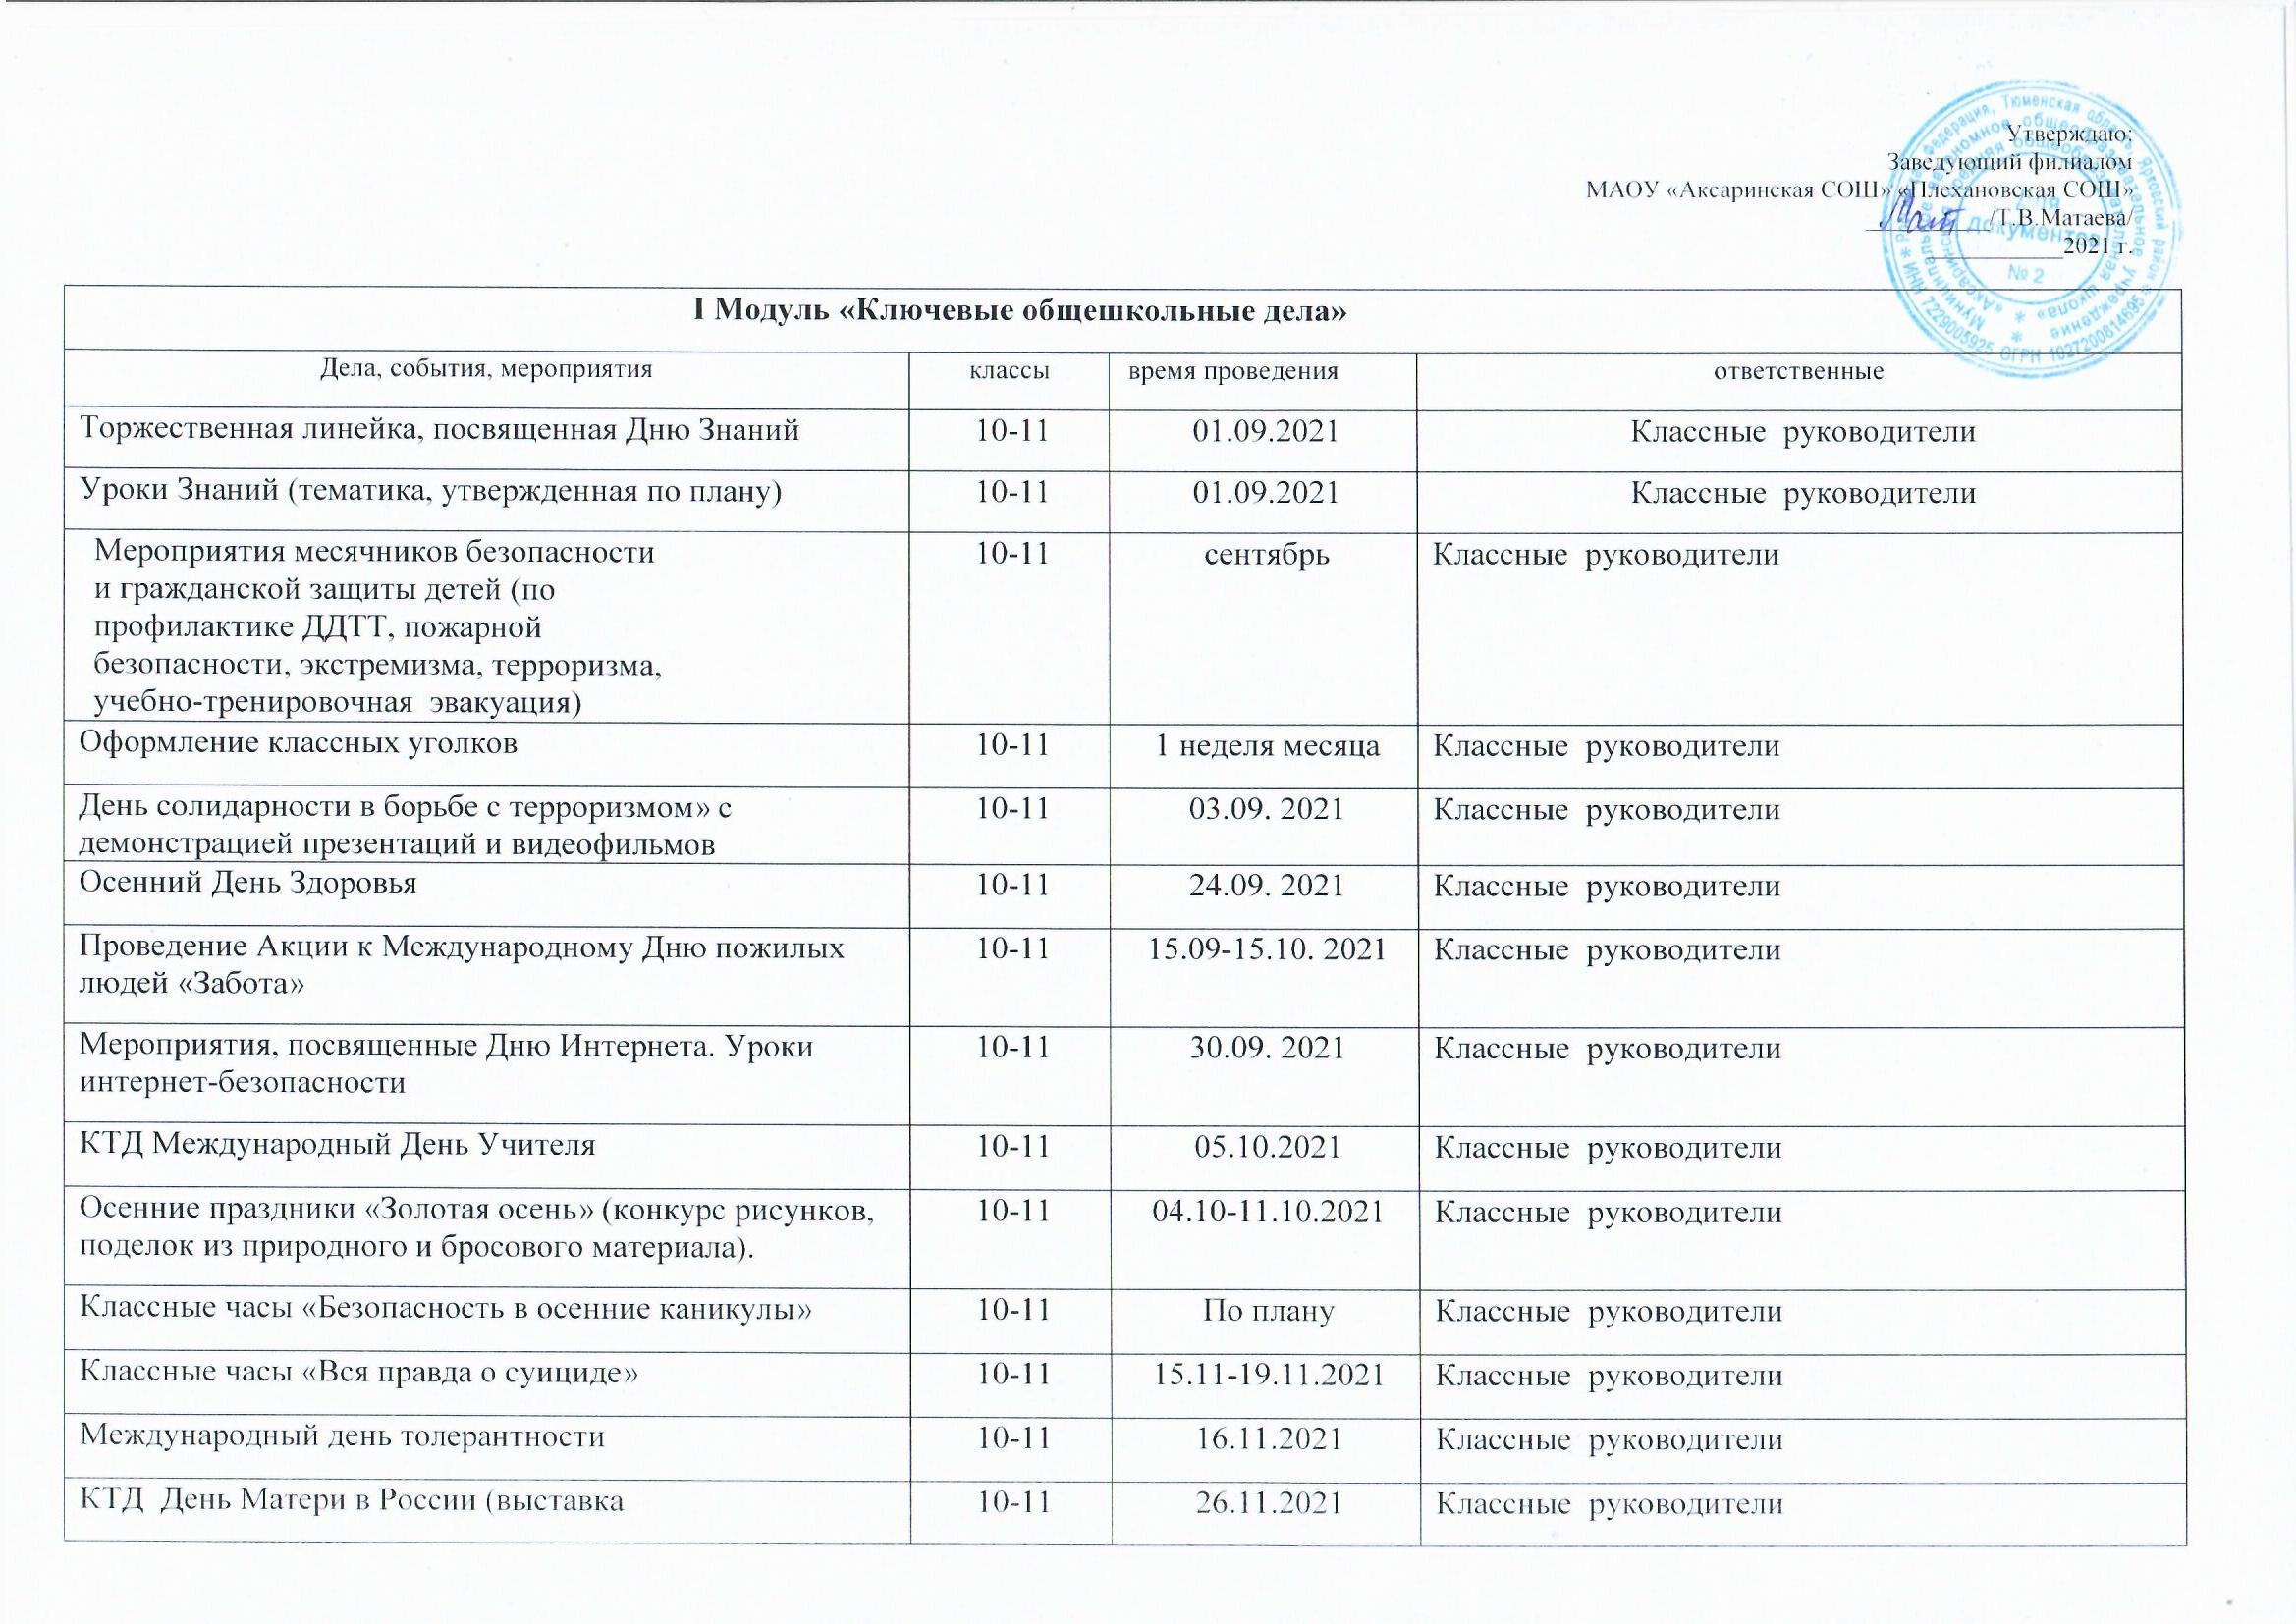 Утверждаю:
Заведующий филиалом
МАОУ «Аксаринская СОШ» «Плехановская СОШ»
/Т.В.Матаева/
2021 г.
документов
№ 2
I Модуль «Ключевые общешкольные дела»
Дела, события, мероприятия классы время проведения ответственные
Торжественная линейка, посвященная Дню Знаний 10-11 01.09.2021 Классные руководители
Уроки Знаний (тематика, утвержденная по плану) 10-11 01.09.2021 Классные руководители
Мероприятия месячников безопасности 10-11 сентябрь Классные руководители
и гражданской защиты детей (по
профилактике ДДТТ, пожарной
безопасности, экстремизма, терроризма,
учебно-тренировочная эвакуация)
Оформление классных уголков 10-11 1 неделя месяца Классные руководители
День солидарности в борьбе с терроризмом» с 10-11 03.09. 2021 Классные руководители
демонстрацией презентаций и видеофильмов
Осенний День Здоровья 10-11 24.09. 2021 Классные руководители
Проведение Акции к Международному Дню пожилых 10-11 15.09-15.10. 2021 Классные руководители
людей «Забота»
Мероприятия, посвященные Дню Интернета. Уроки 10-11 30.09. 2021 Классные руководители
интернет-безопасности
КТД Международный День Учителя 10-11 05.10.2021 Классные руководители
Осенние праздники «Золотая осень» (конкурс рисунков, 10-11 04.10-11.10.2021 Классные руководители
поделок из природного и бросового материала).
Классные часы «Безопасность в осенние каникулы» 10-11 По плану Классные руководители
Классные часы «Вся правда о суициде» 10-11 15.11-19.11.2021 Классные руководители
Международный день толерантности 10-11 16.11.2021 Классные руководители
КТД День Матери в России (выставка 10-11 26.11.2021 Классные руководители